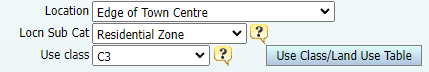 Location Edge of Town Centre
Locn Sub Cat Residential Zone ?
Use class C3 ? Use Class/Land Use Table